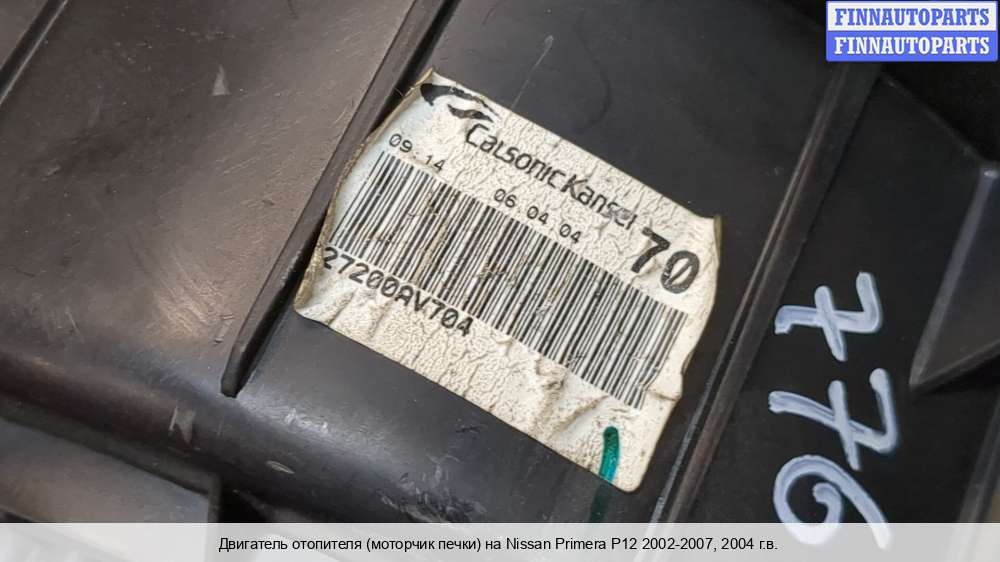 FINNAUTOPARTS
FINNAUTOPARTS
CalsonicKansei
09.14
06.04.04
70
27200AV704
776
Двигатель отопителя (моторчик печки) на Nissan Primera P12 2002-2007, 2004 г.в.